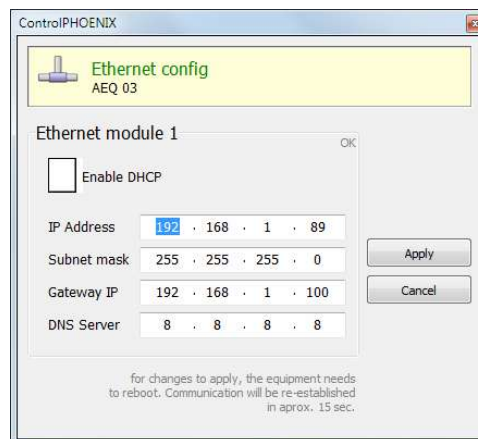 ControlPHOENIX
Ethernet config
AEQ 03
Ethernet module 1
OK
Enable DHCP
IP Address 192 . 168 . 1 . 89
Subnet mask 255 . 255 . 255 . 0
Apply
Gateway IP 192 . 168 . 1 . 100
Cancel
DNS Server 8 . 8 . 8 . 8
for changes to apply, the equipment needs
to reboot. Communication will be re-established
in aprox. 15 sec.